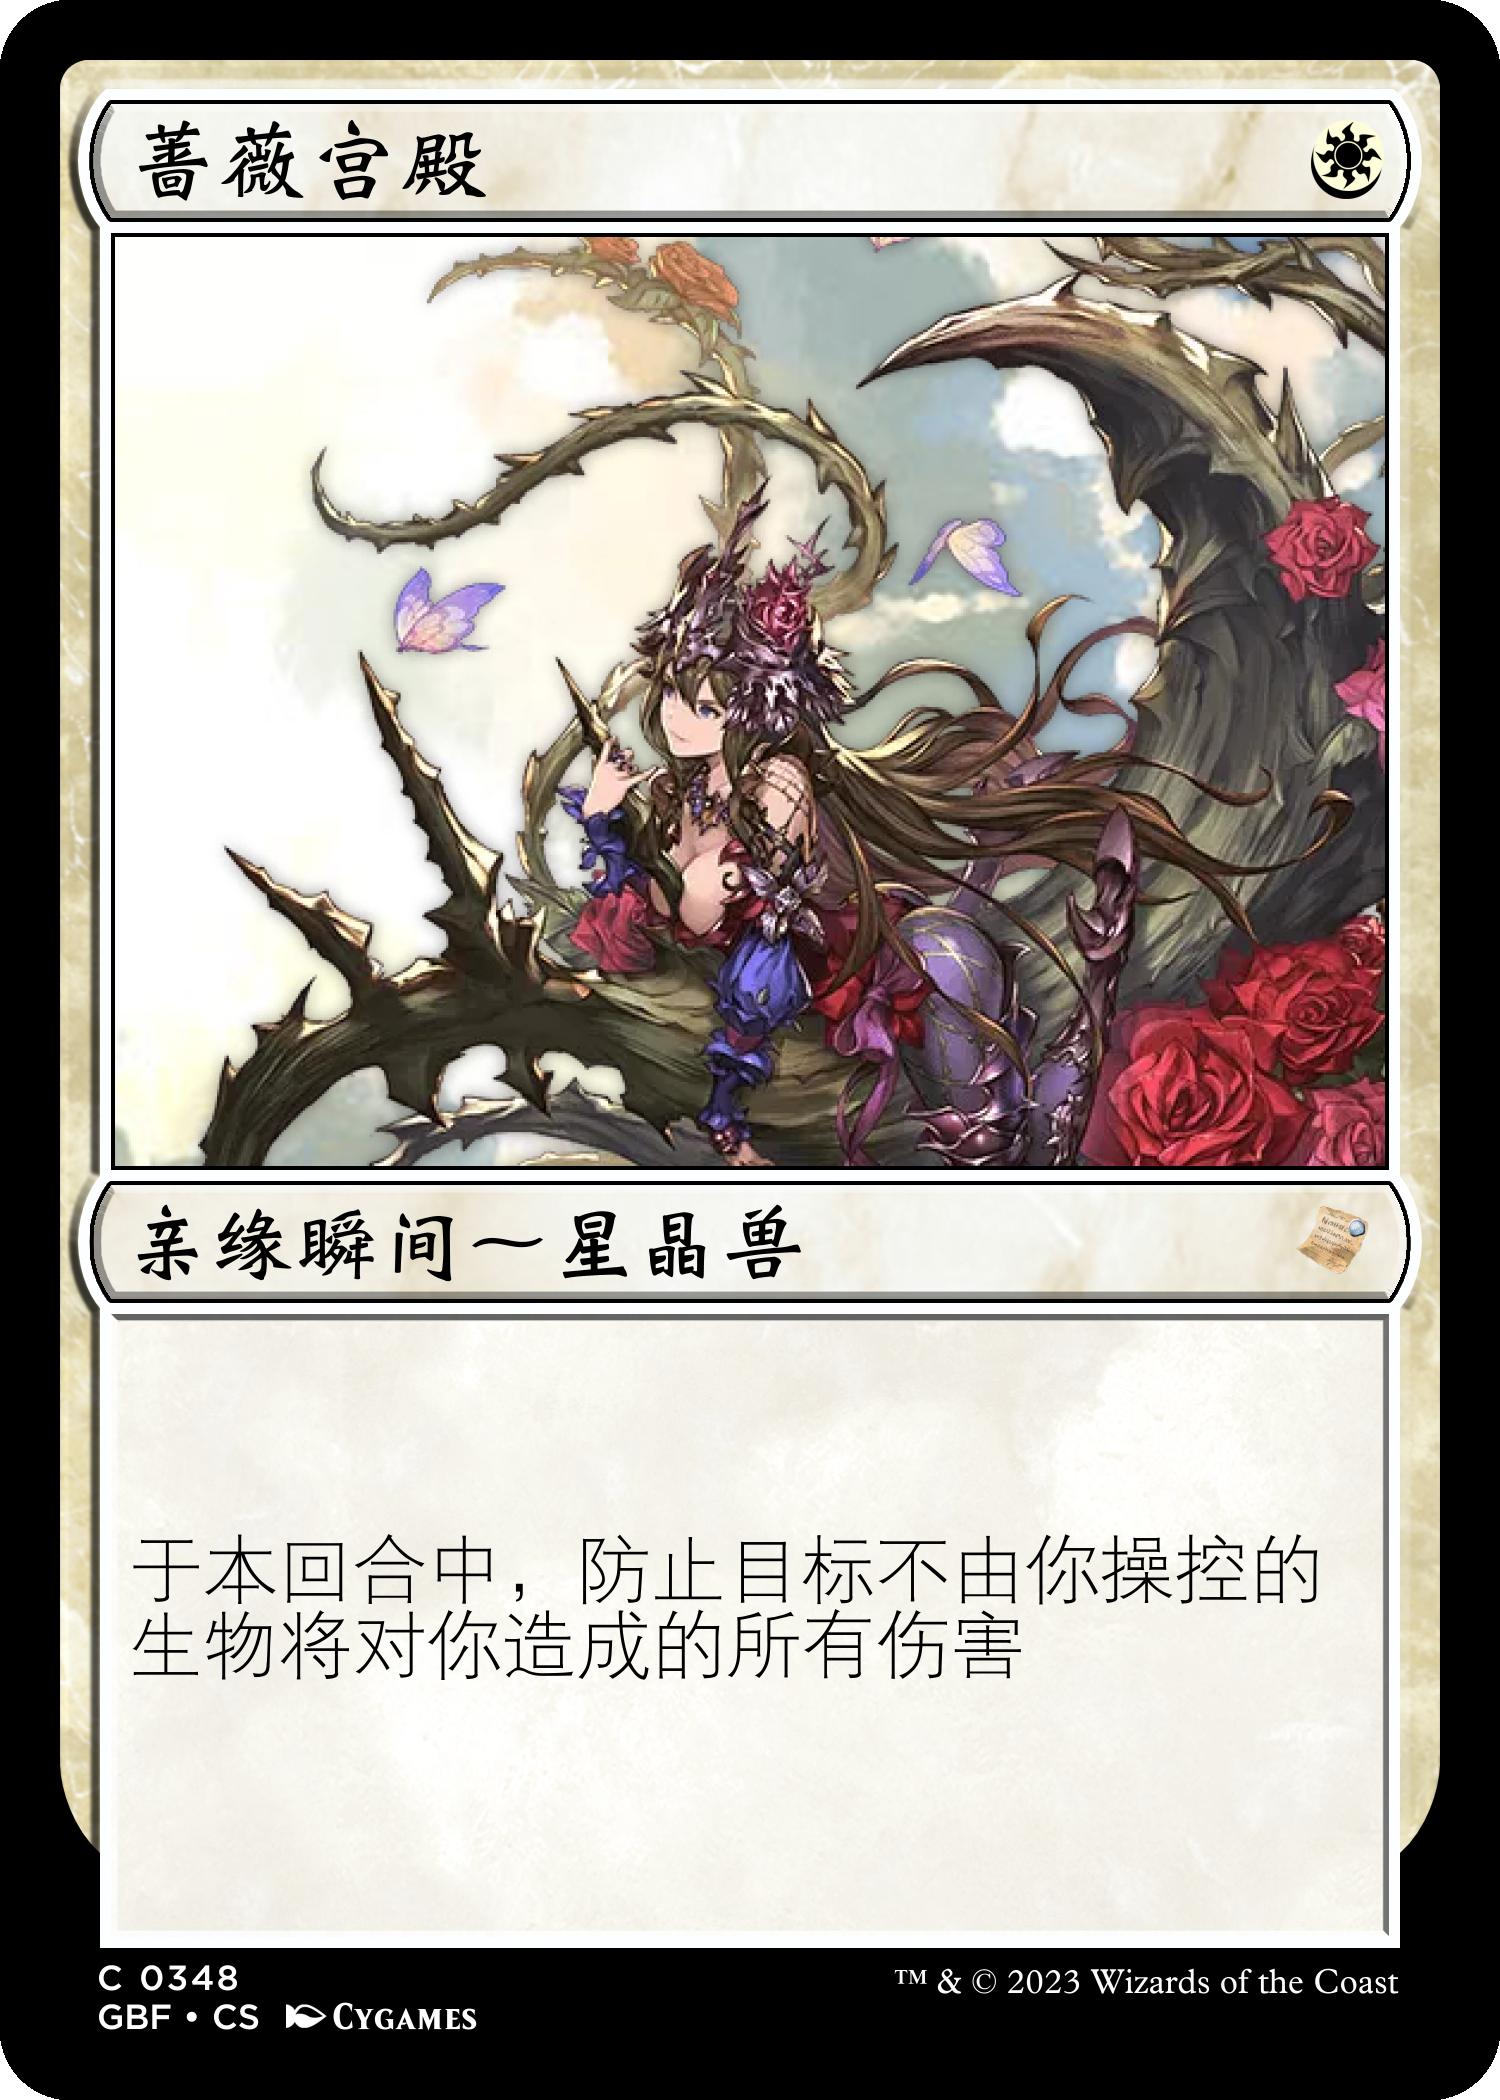 蔷薇宫殿
亲缘瞬间～星晶兽
于本回合中，防止目标不由你操控的
生物将对你造成的所有伤害
C 0348
GBF • CS CYGAMES
™ & © 2023 Wizards of the Coast